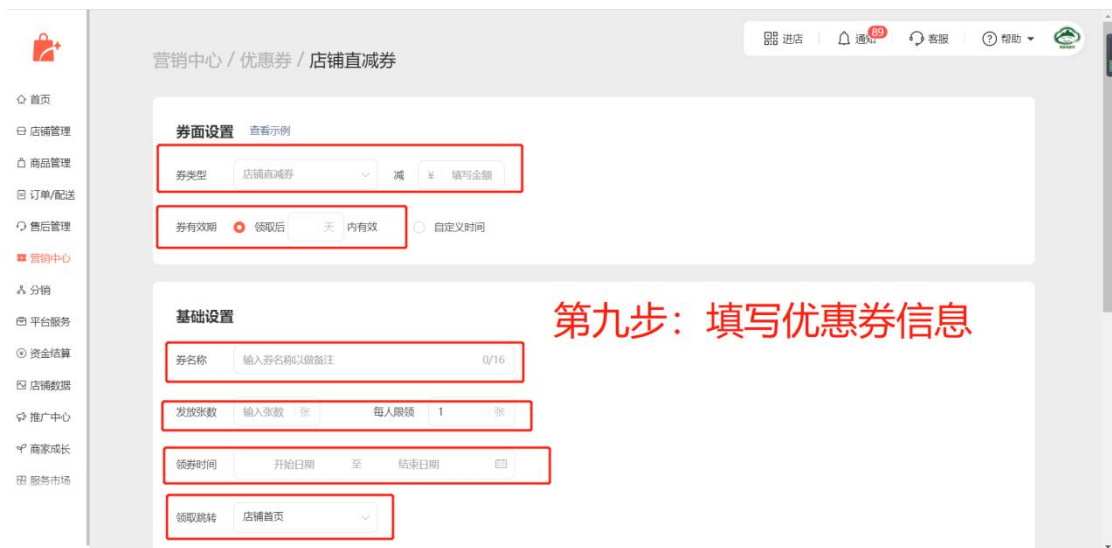 进店 通知 89 客服 帮助
营销中心 / 优惠券 / 店铺直减券
首页
店铺管理
商品管理
订单/配送
售后管理
营销中心
分销
平台服务
资金结算
店铺数据
推广中心
商家成长
服务市场
券面设置 查看示例
券类型 店铺直减券 减 ¥ 填写金额
券有效期 领取后 天 内有效 自定义时间
第九步：填写优惠券信息
基础设置
券名称 输入券名称以做备注 0/16
发放张数 输入张数 张 每人限领 1 张
领券时间 开始日期 至 结束日期
领取跳转 店铺首页